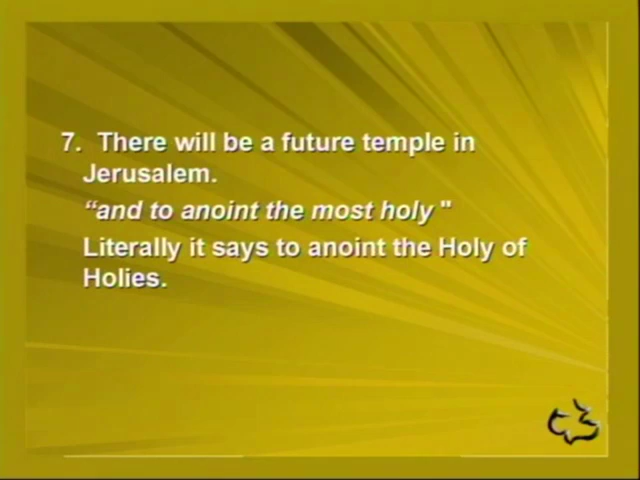 7. There will be a future temple in
Jerusalem.
“and to anoint the most holy "
Literally it says to anoint the Holy of
Holies.